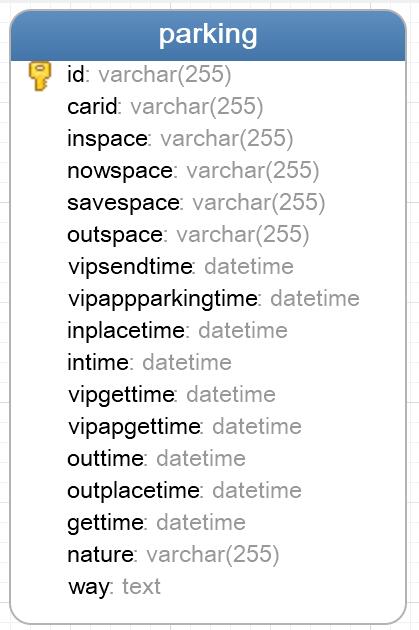 parking
id: varchar(255)
carid: varchar(255)
inspace: varchar(255)
nowspace: varchar(255)
savespace: varchar(255)
outspace: varchar(255)
vipsendtime: datetime
vipappparkingtime: datetime
inplacetime: datetime
intime: datetime
vipgettime: datetime
vipapgettime: datetime
outtime: datetime
outplacetime: datetime
gettime: datetime
nature: varchar(255)
way: text